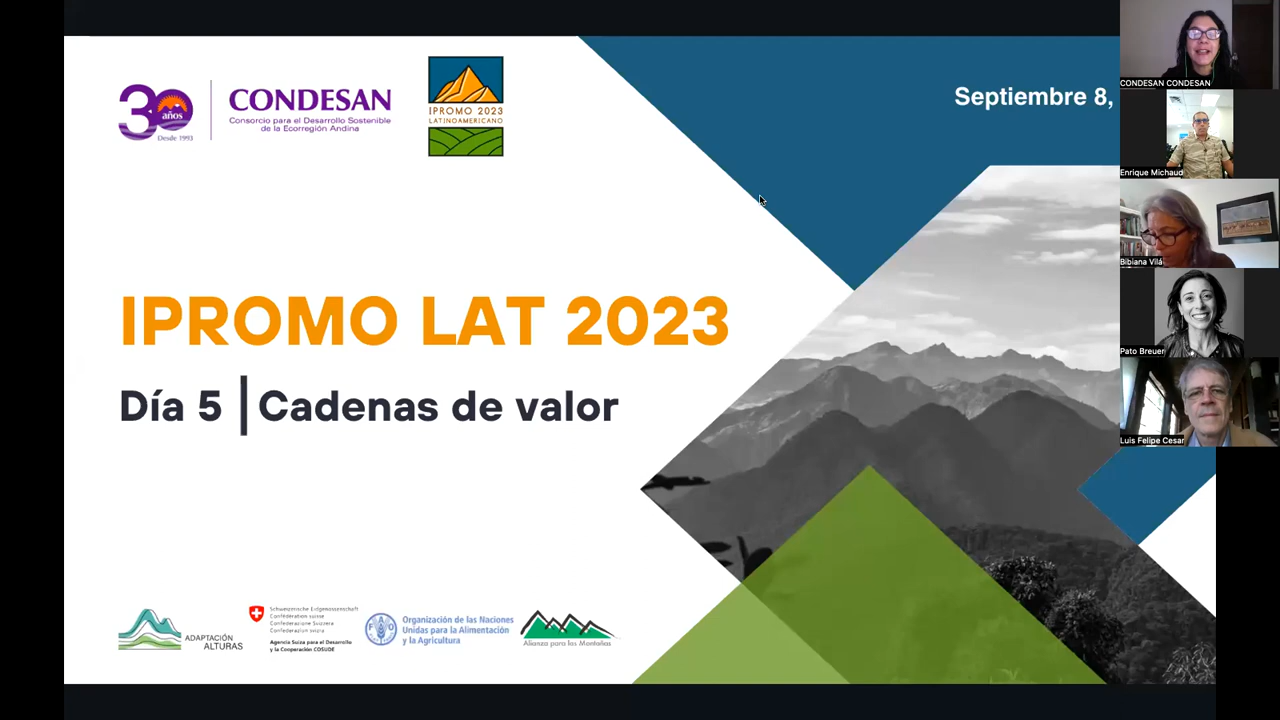 30 años
Desde 1993
CONDESAN
Consorcio para el Desarrollo Sostenible
de la Ecorregión Andina
IPROMO 2023
LATINOAMERICANO
Septiembre 8,
IPROMO LAT 2023
Día 5 | Cadenas de valor
ADAPTACIÓN
ALTURAS
Schweizerische Eidgenossenschaft
Confédération suisse
Confederazione Svizzera
Confederaziun svizra
Agencia Suiza para el Desarrollo
y la Cooperación COSUDE
FAO
Organización de las Naciones
Unidas para la Alimentación
y la Agricultura
Alianza para las Montañas
CONDESAN CONDESAN
Enrique Michaud
Bibiana Vilá
Pato Breuer
Luis Felipe Cesar